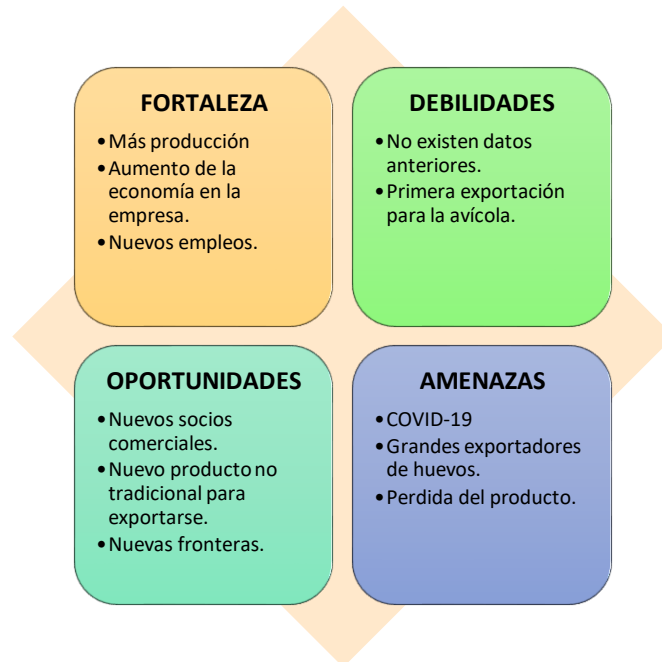 FORTALEZA
• Más producción
• Aumento de la
economía en la
empresa.
• Nuevos empleos.
DEBILIDADES
• No existen datos
anteriores.
• Primera exportación
para la avícola.
OPORTUNIDADES
• Nuevos socios
comerciales.
• Nuevo producto no
tradicional para
exportarse.
• Nuevas fronteras.
AMENAZAS
• COVID-19
• Grandes exportadores
de huevos.
• Perdida del producto.